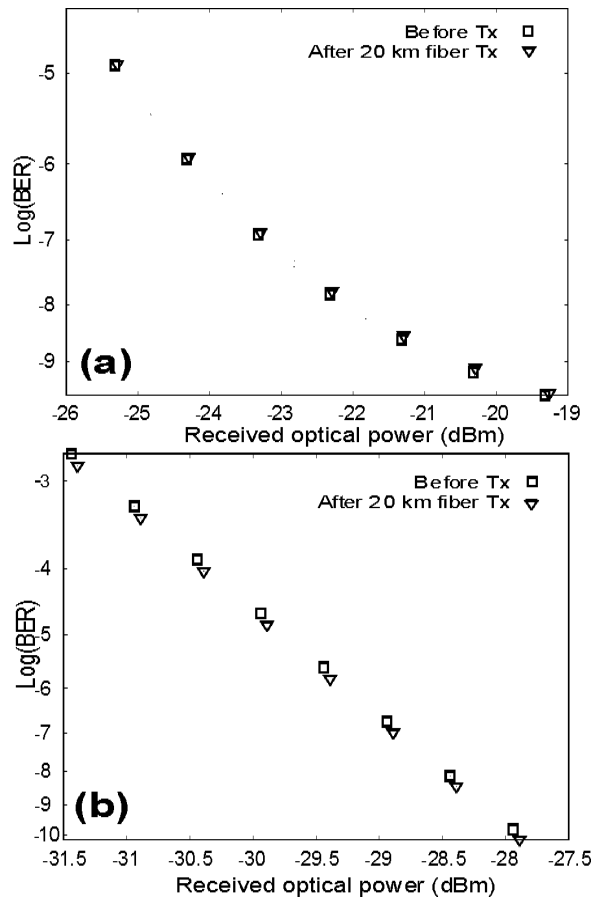 Before Tx
After 20 km fiber Tx
-5
-6
-7
-8
-9
Log(BER)
(a)
-26 -25 -24 -23 -22 -21 -20 -19
Received optical power (dBm)
Before Tx
After 20 km fiber Tx
-3
-4
-5
-6
-7
-8
-9
-10
Log(BER)
(b)
-31.5 -31 -30.5 -30 -29.5 -29 -28.5 -28 -27.5
Received optical power (dBm)